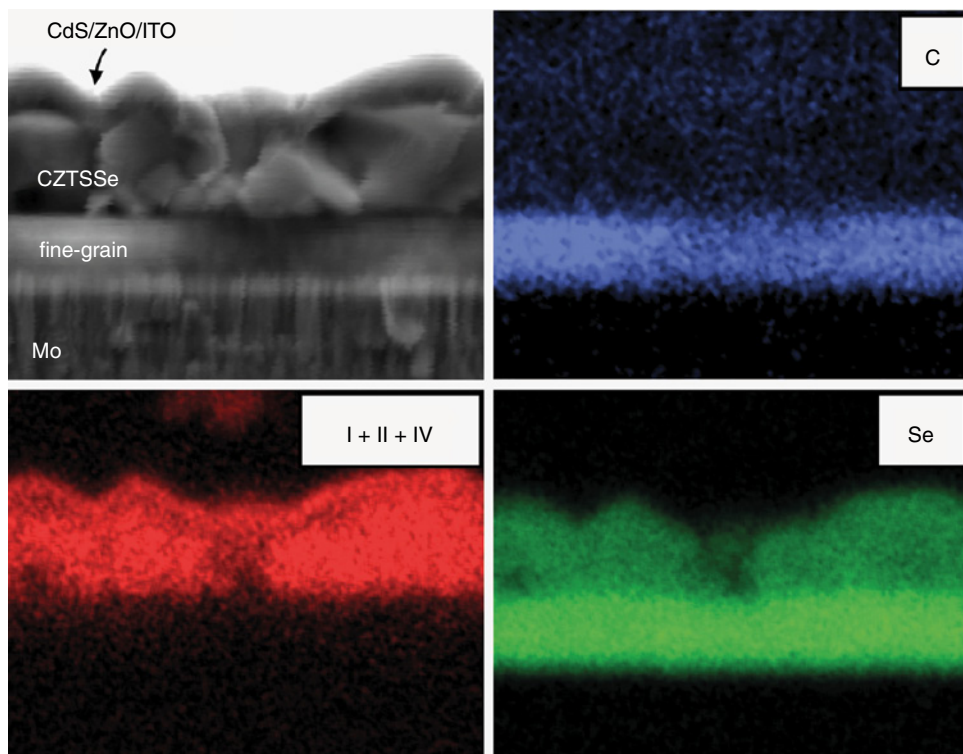 CdS/ZnO/ITO
C
CZTSSe
fine-grain
Mo
I + II + IV
Se